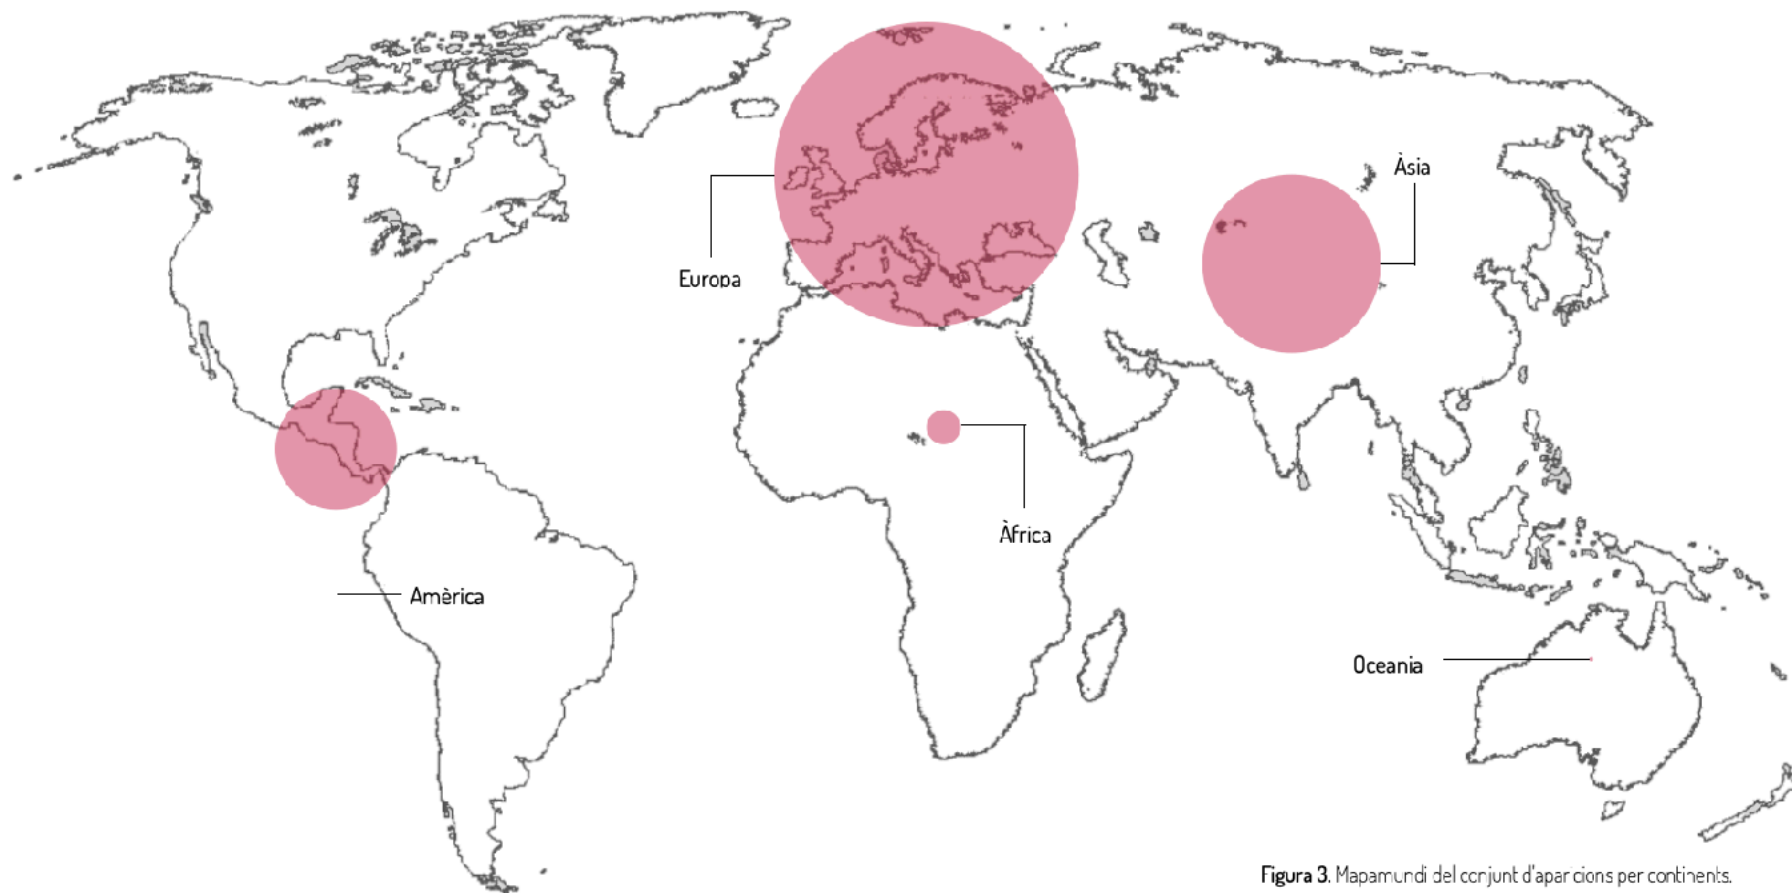 Àsia
Europa
Àfrica
Amèrica
Oceania
Figura 3. Mapamundi del conjunt d'aparicions per continents.